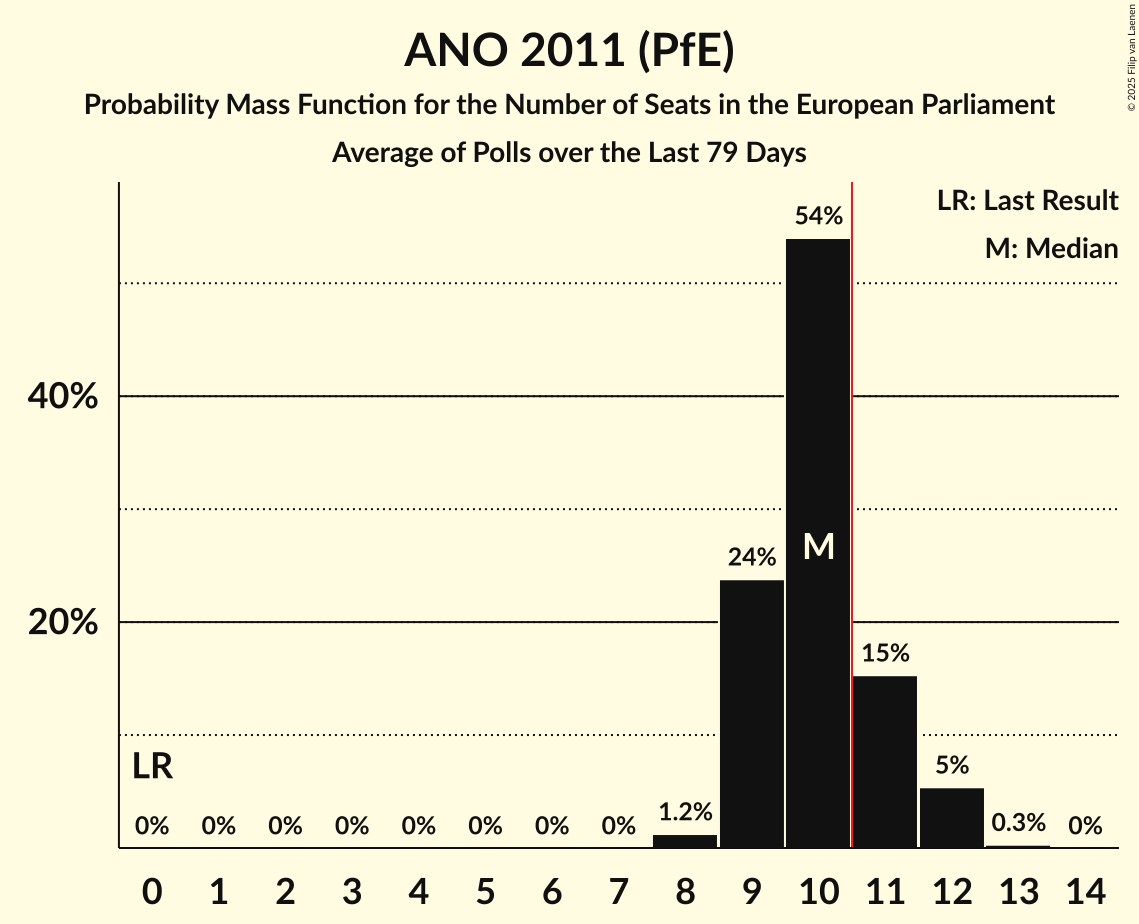 ANO 2011 (PfE)
Probability Mass Function for the Number of Seats in the European Parliament
Average of Polls over the Last 79 Days
© 2025 Filip van Laenen
LR: Last Result
M: Median
54%
40%
M
24%
20%
15%
LR
5%
0% 0% 0% 0% 0% 0% 0% 0% 1.2% 0.3% 0%
0 1 2 3 4 5 6 7 8 9 10 11 12 13 14